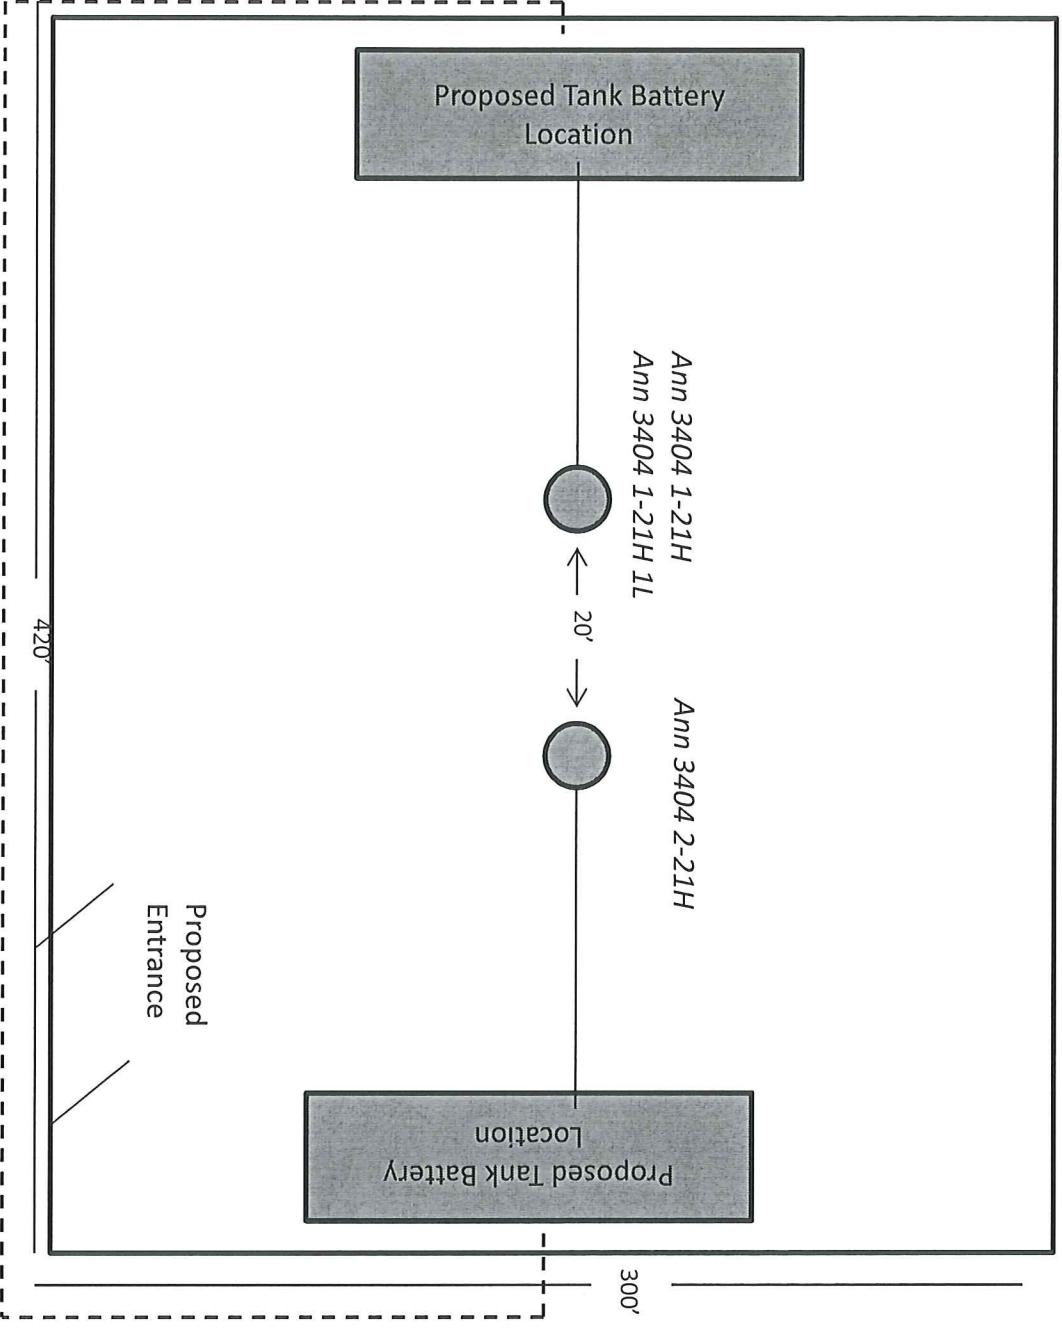 Proposed Tank Battery
Location
Ann 3404 1-21H
Ann 3404 1-21H 1L
20’
Ann 3404 2-21H
420’
Proposed
Entrance
Proposed Tank Battery
Location
300’